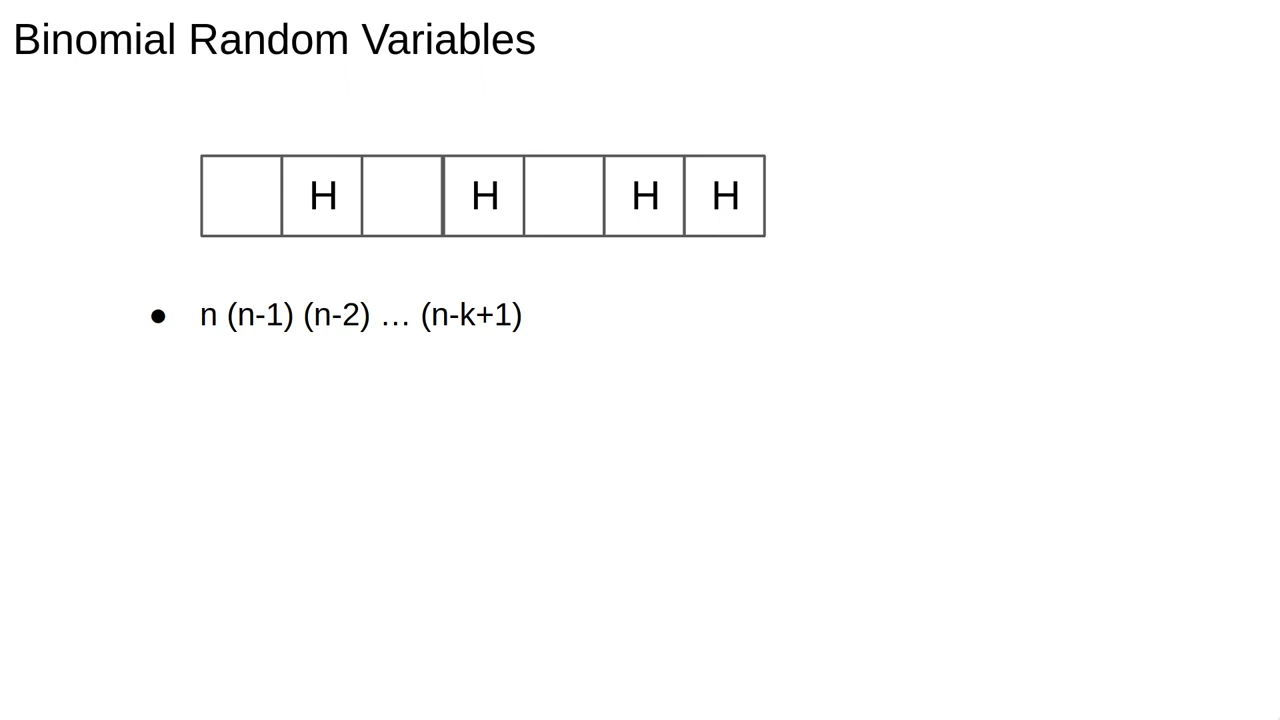 Binomial Random Variables
H H H H
● n (n-1) (n-2) … (n-k+1)